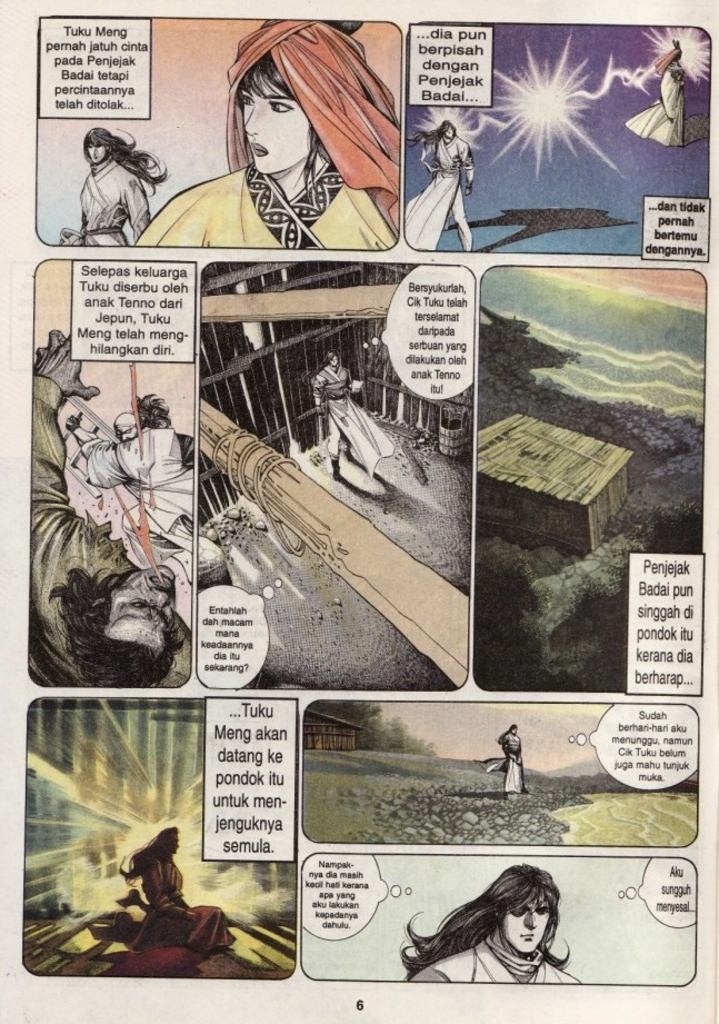 Tuku Meng
pernah jatuh cinta
pada Penjejak
Badai tetapi
percintaannya
telah ditolak...
...dia pun
berpisah
dengan
Penjejak
Badai...
...dan tidak
pernah
bertemu
dengannya.
Selepas keluarga
Tuku diserbu oleh
anak Tenno dari
Jepun, Tuku
Meng telah meng-
hilangkan diri.
Bersyukurlah,
Cik Tuku telah
terselamat
daripada
serbuan yang
dilakukan oleh
anak Tenno
itu!
Entahlah
dah macam
mana
keadaannya
dia itu
sekarang?
Penjejak
Badai pun
singgah di
pondok itu
kerana dia
berharap...
...Tuku
Meng akan
datang ke
pondok itu
untuk men-
jenguknya
semula.
Sudah
berhari-hari aku
menunggu, namun
Cik Tuku belum
juga mahu tunjuk
muka.
Nampak-
nya dia masih
kecil hati kerana
apa yang
aku lakukan
kepadanya
dahulu.
Aku
sungguh
menyesal...
6